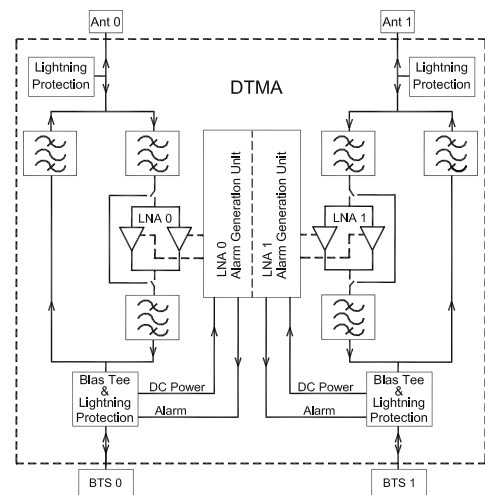 Ant 0
Ant 1
Lightning
Protection
DTMA
Lightning
Protection
LNA 0
LNA 0
Alarm Generation Unit
LNA 1
Alarm Generation Unit
LNA 1
Blas Tee
&
Lightning
Protection
DC Power
Alarm
DC Power
Alarm
Blas Tee
&
Lightning
Protection
BTS 0
BTS 1